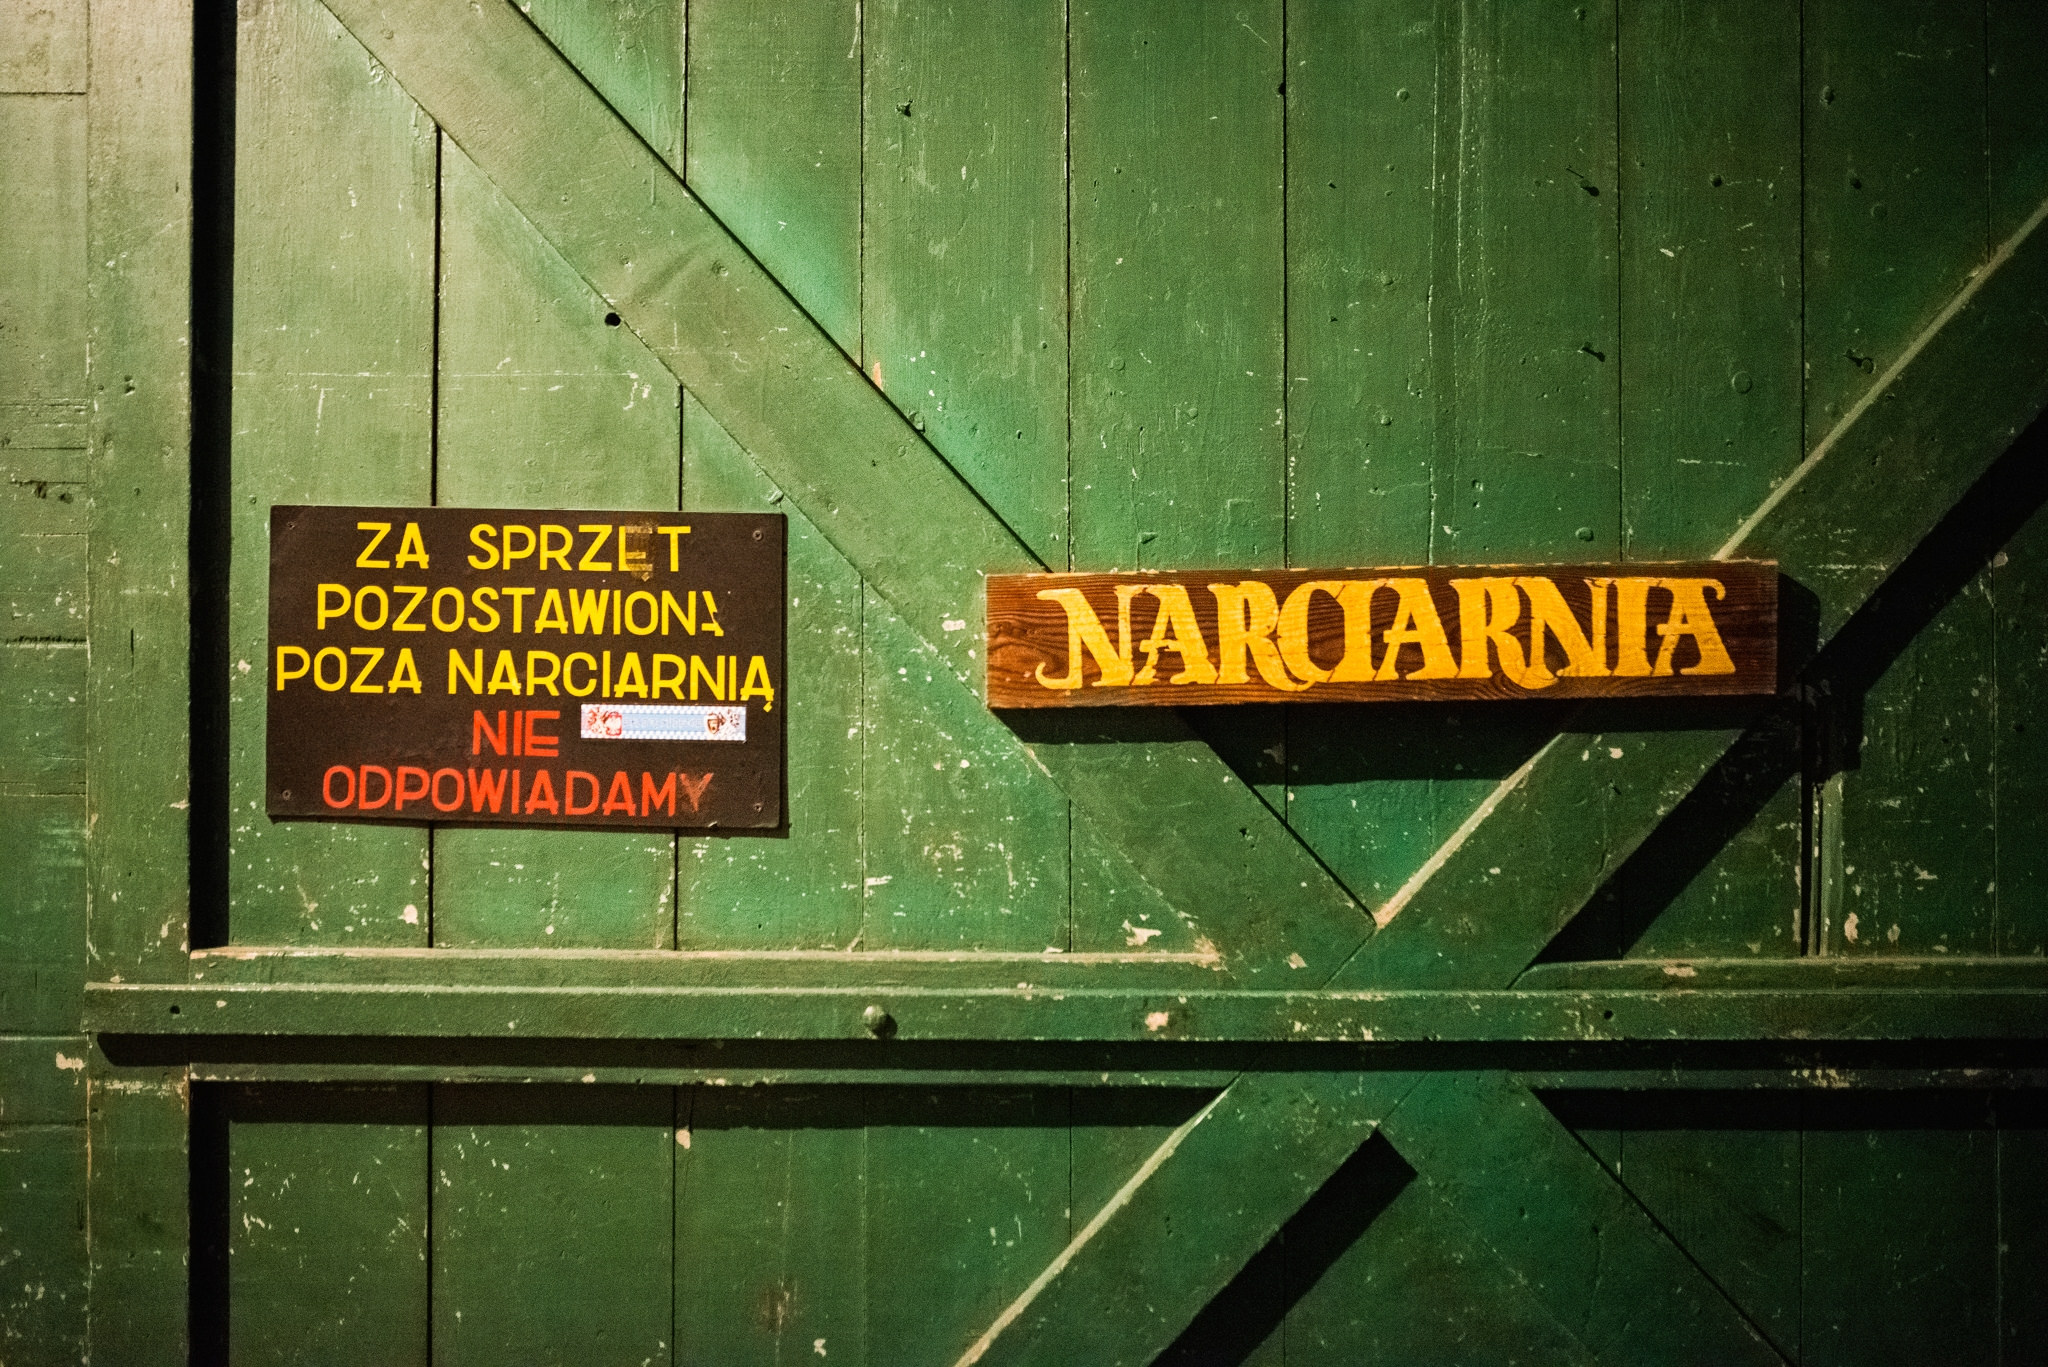 ZA SPRZĘT
POZOSTAWIONY
POZA NARCIARNIĄ
NIE
ODPOWIADAMY
NARCIARNIA